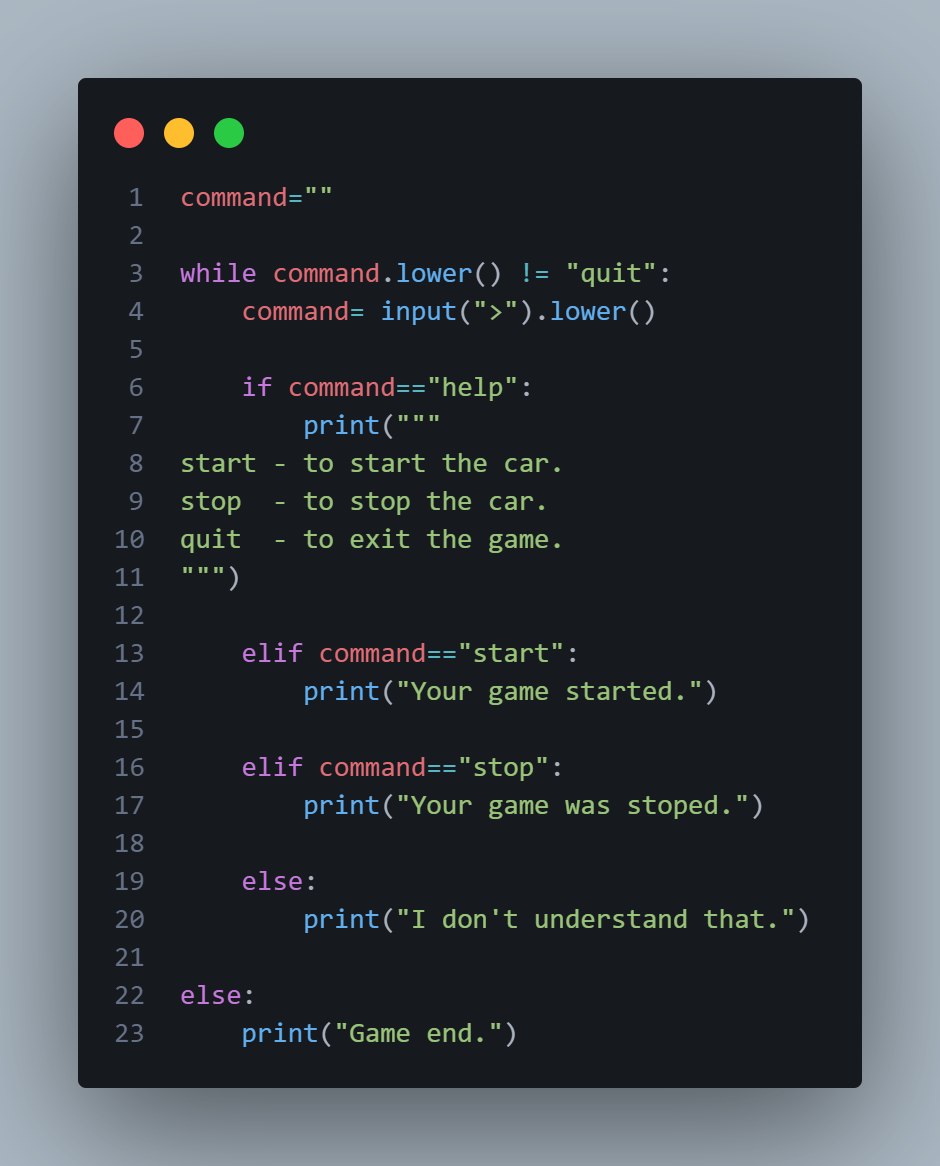 1 command=""
2
3 while command.lower() != "quit":
4     command= input(">").lower()
5
6     if command=="help":
7         print("""
8 start - to start the car.
9 stop  - to stop the car.
10 quit  - to exit the game.
11 """)
12
13     elif command=="start":
14         print("Your game started.")
15
16     elif command=="stop":
17         print("Your game was stoped.")
18
19     else:
20         print("I don't understand that.")
21
22 else:
23     print("Game end.")